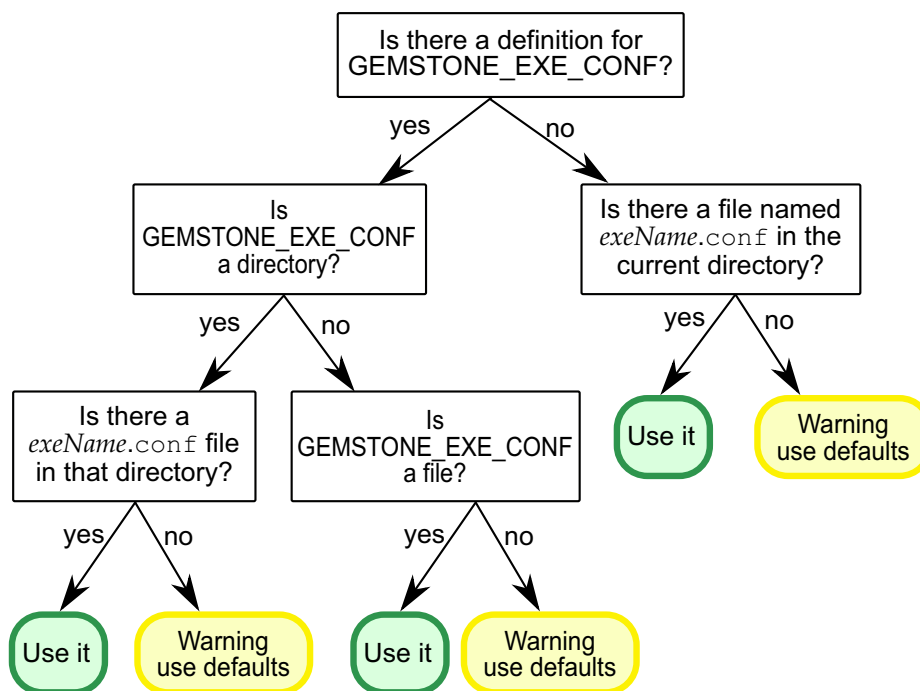 Is there a definition for
GEMSTONE_EXE_CONF?
yes
no
Is
GEMSTONE_EXE_CONF
a directory?
Is there a file named
exeName.conf in the
current directory?
yes
no
yes
no
Is there a
exeName.conf file
in that directory?
Is
GEMSTONE_EXE_CONF
a file?
Use it
Warning
use defaults
yes
no
yes
no
Use it
Warning
use defaults
Use it
Warning
use defaults